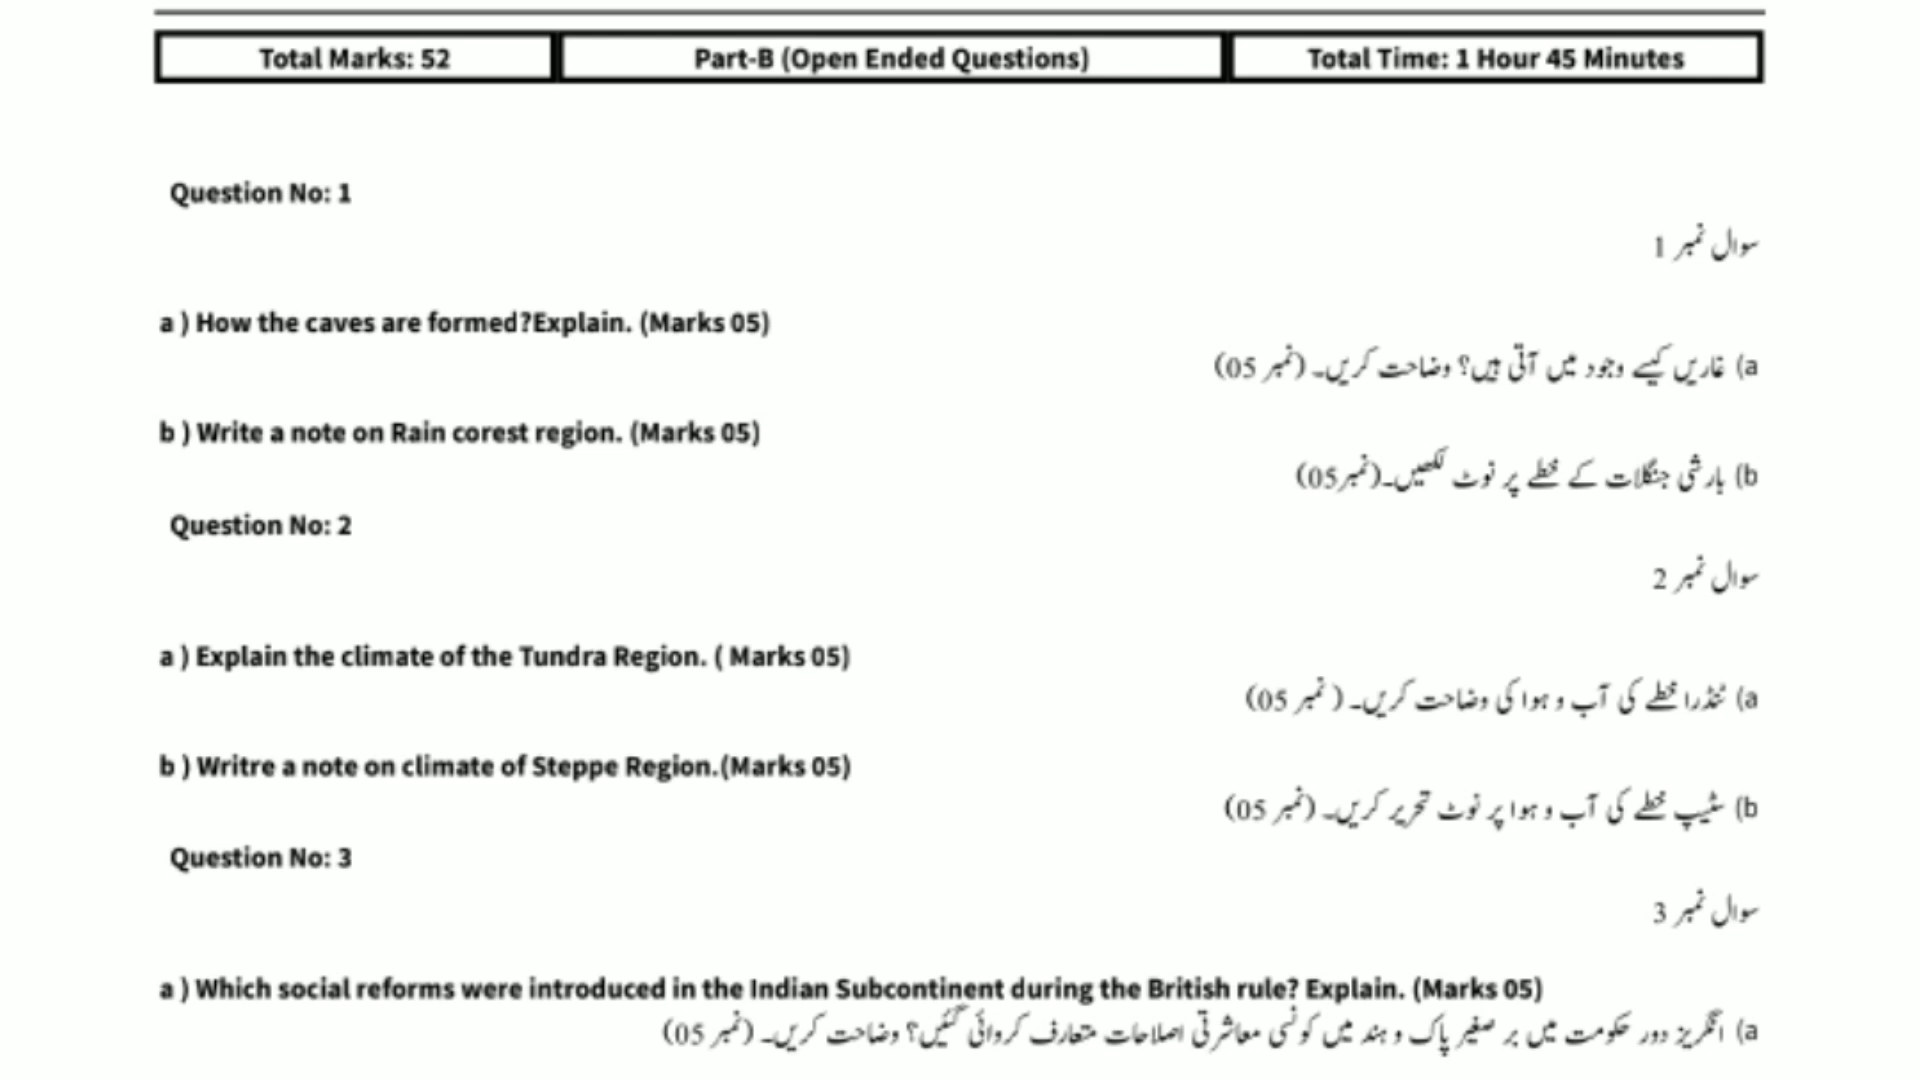 Total Marks: 52 Part-B (Open Ended Questions) Total Time: 1 Hour 45 Minutes
Question No: 1
سوال نمبر 1
a ) How the caves are formed?Explain. (Marks 05)
a) غاریں کیسے وجود میں آتی ہیں؟ وضاحت کریں۔ (نمبر 05)
b ) Write a note on Rain corest region. (Marks 05)
b) بارشی جنگلات کے خطے پر نوٹ لکھیں۔(نمبر05)
Question No: 2
سوال نمبر 2
a ) Explain the climate of the Tundra Region. ( Marks 05)
a) ٹنڈرا خطے کی آب و ہوا کی وضاحت کریں۔ ( نمبر 05)
b ) Writre a note on climate of Steppe Region.(Marks 05)
b) سٹیپ خطے کی آب و ہوا پر نوٹ تحریر کریں۔ (نمبر 05)
Question No: 3
سوال نمبر 3
a ) Which social reforms were introduced in the Indian Subcontinent during the British rule? Explain. (Marks 05)
a) انگریز دور حکومت میں بر صغیر پاک و ہند میں کونسی معاشرتی اصلاحات متعارف کروائی گئیں؟ وضاحت کریں۔ (نمبر 05)